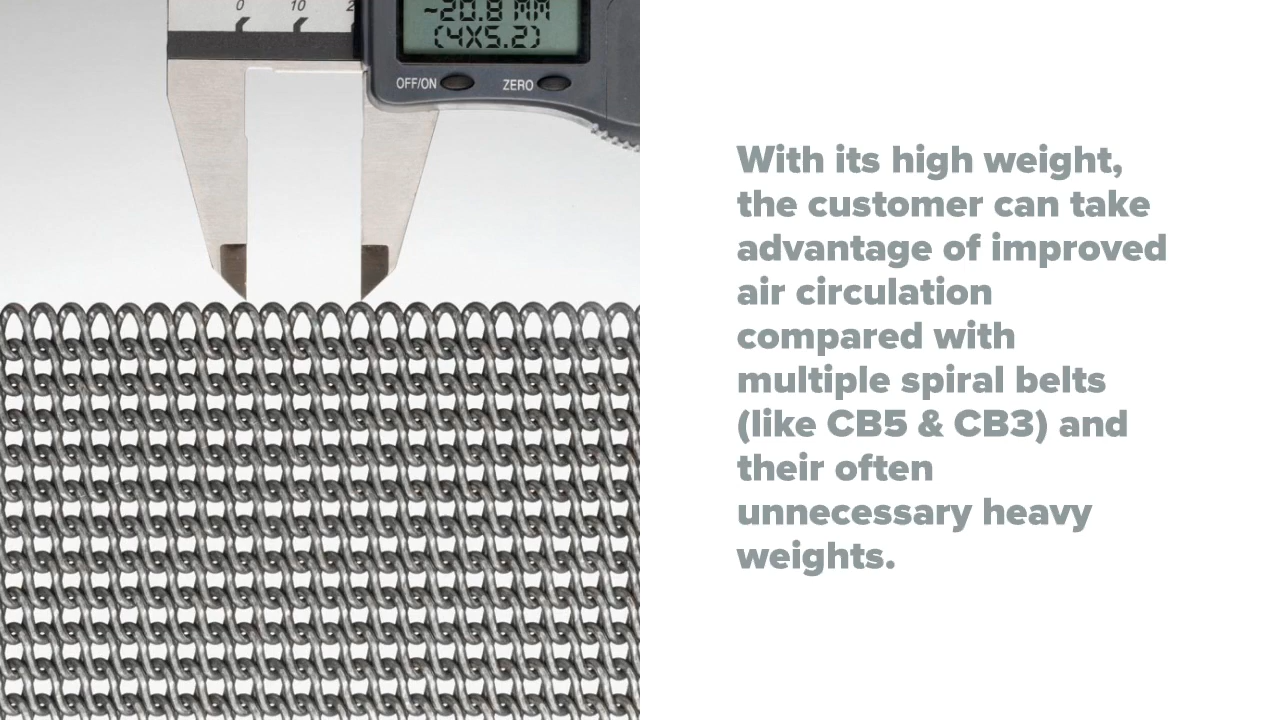 0 10 2
~20.8 MM
(4X5.2)
OFF/ON ZERO
With its high weight,
the customer can take
advantage of improved
air circulation
compared with
multiple spiral belts
(like CB5 & CB3) and
their often
unnecessary heavy
weights.